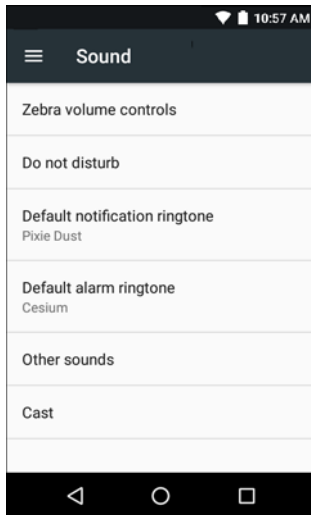 10:57 AM
Sound
Zebra volume controls
Do not disturb
Default notification ringtone
Pixie Dust
Default alarm ringtone
Cesium
Other sounds
Cast